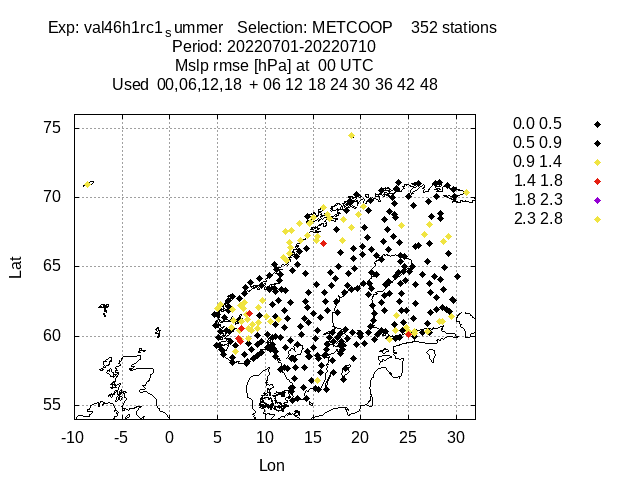 Exp: val46h1rc1s ummer Selection: METCOOP 352 stations
Period: 20220701-20220710
Mslp rmse [hPa] at 00 UTC
Used 00,06,12,18 + 06 12 18 24 30 36 42 48
0.0 0.5
0.5 0.9
0.9 1.4
1.4 1.8
1.8 2.3
2.3 2.8
75
70
65
60
55
Lat
-10 -5 0 5 10 15 20 25 30
Lon